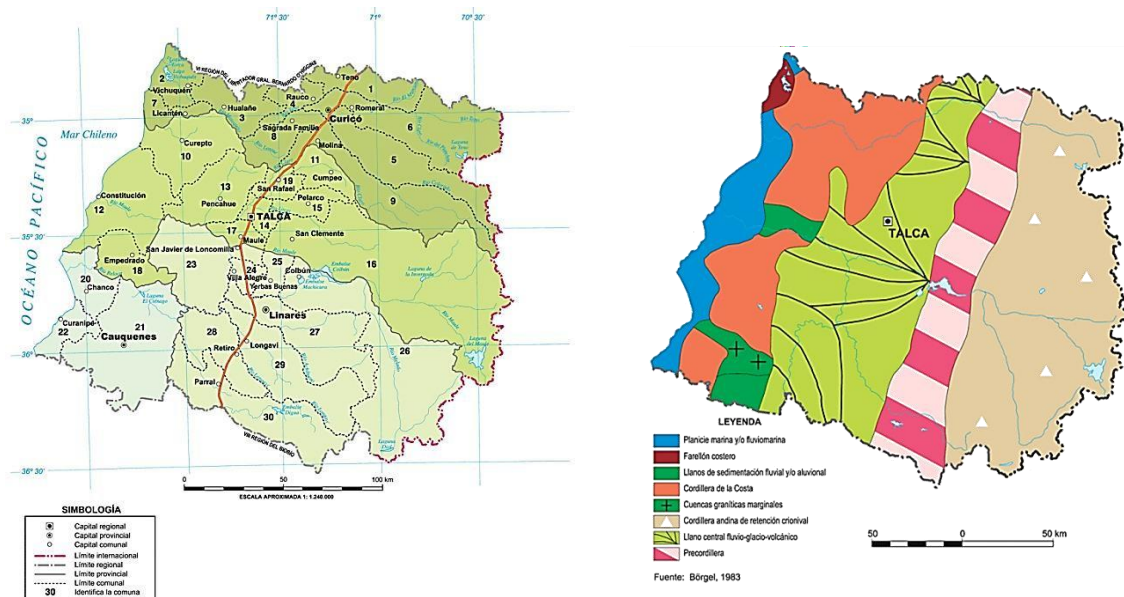 71° 30'
71° 00'
70° 30'
VI REGION DEL LIBERTADOR GRAL. BERNARDO O'HIGGINS
Teno
2
1
Vichuquén
Rauco
4
Romeral
35°00'
7
Licantén
Hualañé
3
Curicó
Mar Chileno
8
Sagrada Familia
6
Molina
Curepto
10
11
5
Cumpeo
19
San Rafael
13
9
Constitución
Pencahue
Pelarco
15
12
TALCA
14
17
San Clemente
35°30'
Maule
San Javier de Loncomilla
25
16
Empedrado
18
23
24
Colbún
Villa Alegre
Yerbas Buenas
20
Chanco
Linares
Curanipe
22
21
27
Cauquenes
28
36°00'
Retiro
Longaví
26
29
Parral
30
VIII REGION DEL BIOBIO
36°30'
OCÉANO PACÍFICO
0
50
100 km
ESCALA APROXIMADA 1: 1.240.000
SIMBOLOGÍA
Capital regional
Capital provincial
Capital comunal
Límite internacional
Límite regional
Límite provincial
Límite comunal
30 Identifica la comuna
TALCA
LEYENDA
Planicie marina y/o fluviomarina
Farellón costero
Llanos de sedimentación fluvial y/o aluvional
Cordillera de la Costa
Cuencas graníticas marginales
Cordillera andina de retención crionival
Llano central fluvio-glacio-volcánico
Precordillera
50
0
50 km
Fuente: Börgel, 1983